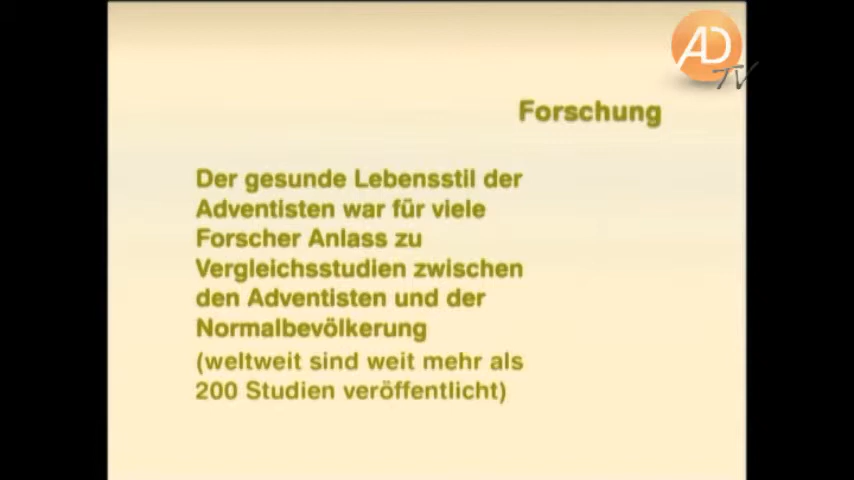 AD
TV
Forschung
Der gesunde Lebensstil der
Adventisten war für viele
Forscher Anlass zu
Vergleichsstudien zwischen
den Adventisten und der
Normalbevölkerung
(weltweit sind weit mehr als
200 Studien veröffentlicht)